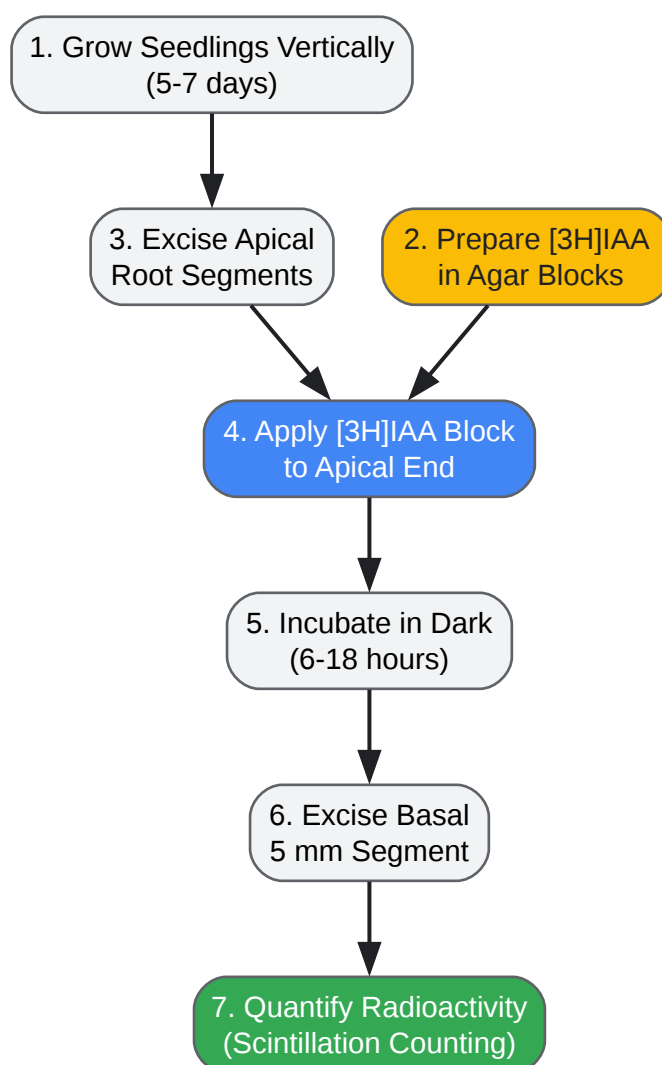 1. Grow Seedlings Vertically
(5-7 days)
3. Excise Apical
Root Segments
2. Prepare [3H]IAA
in Agar Blocks
4. Apply [3H]IAA Block
to Apical End
5. Incubate in Dark
(6-18 hours)
6. Excise Basal
5 mm Segment
7. Quantify Radioactivity
(Scintillation Counting)